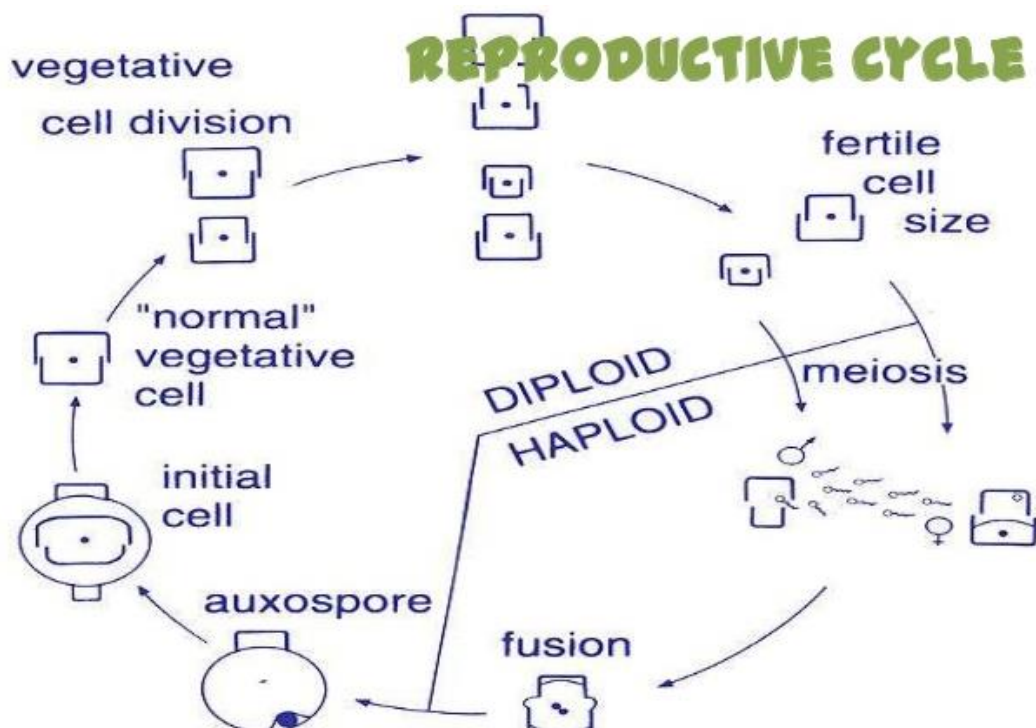 REPRODUCTIVE CYCLE
vegetative
cell division
fertile
cell
size
"normal"
vegetative
cell
DIPLOID
HAPLOID
meiosis
initial
cell
auxospore
fusion